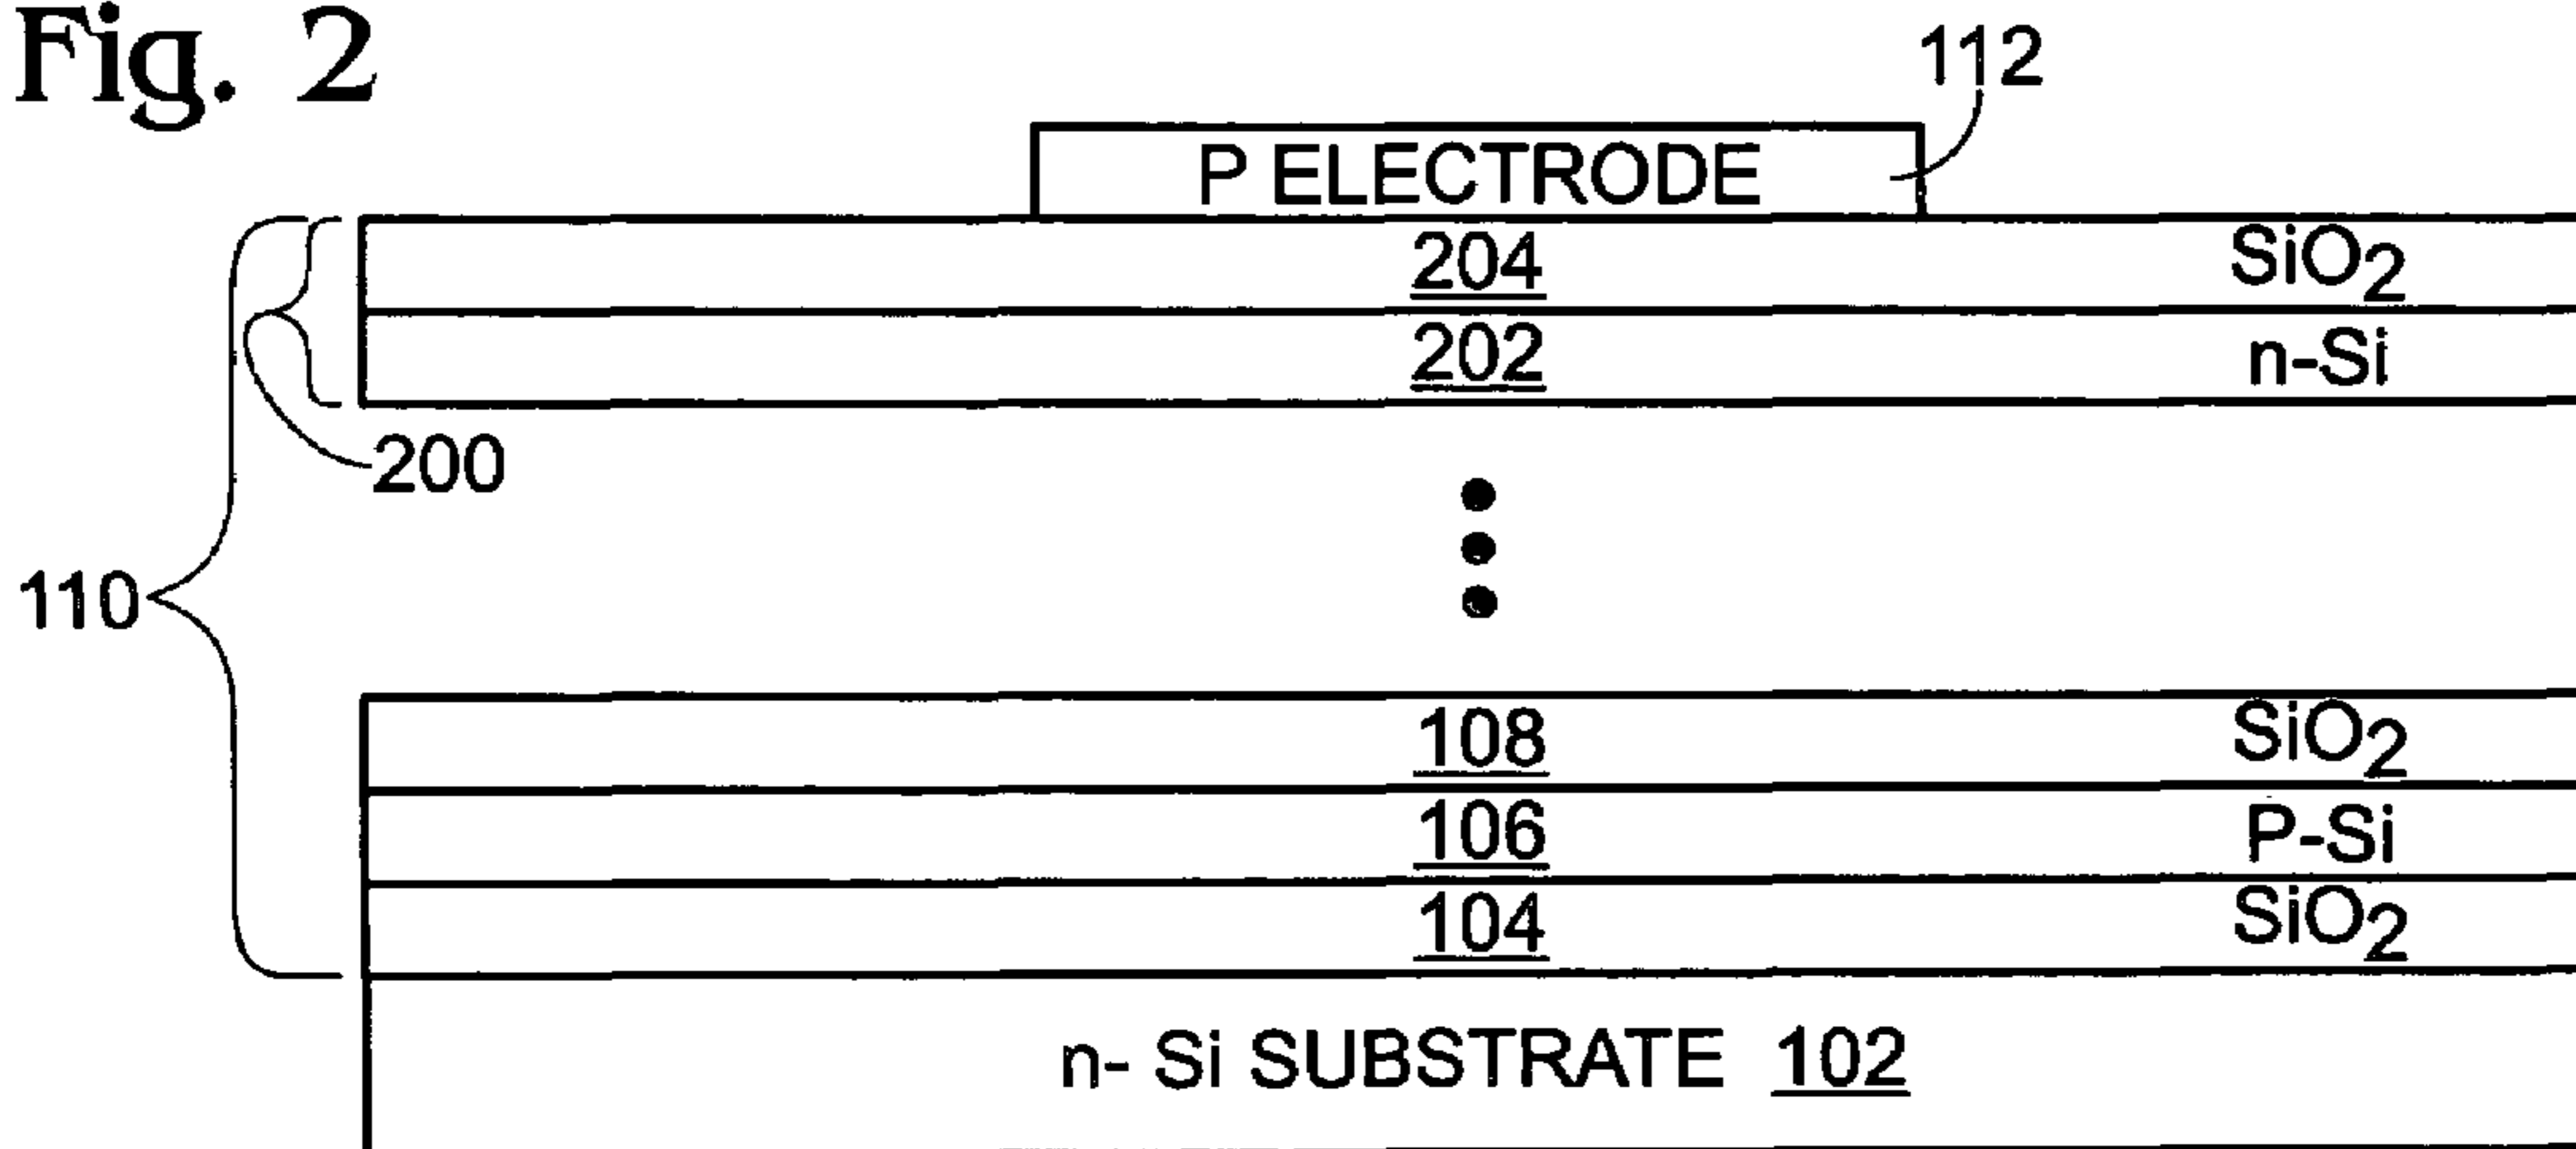 Fig. 2
112
P ELECTRODE
204 SiO2
202 n-Si
200
110
108 SiO2
106 P-Si
104 SiO2
n- Si SUBSTRATE 102